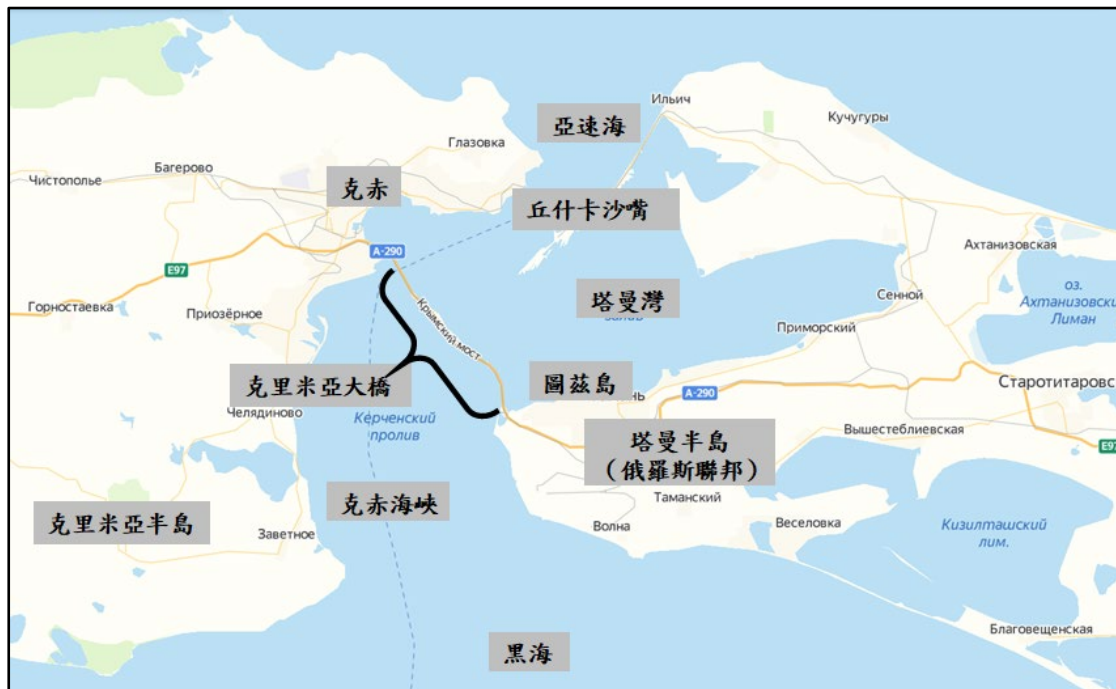 Ильич
Кучугуры
亞速海
Глазовка
Багерово
Чистополье
克赤
丘什卡沙嘴
Ахтанизовская
A-290
E97
Горностаевка
Приозёрное
塔曼灣
Сенной
оз.
Ахтанизовски
Лиман
Крымский мост
Приморский
克里米亞大橋
圖茲島
нь
A-290
Старотитаровс
Челядиново
Керченский
пролив
Вышестеблиевская
E97
塔曼半島
（俄羅斯聯邦）
Таманский
克赤海峽
克里米亞半島
Заветное
Волна
Веселовка
Кизилташский
лим.
Благовещенская
黑海